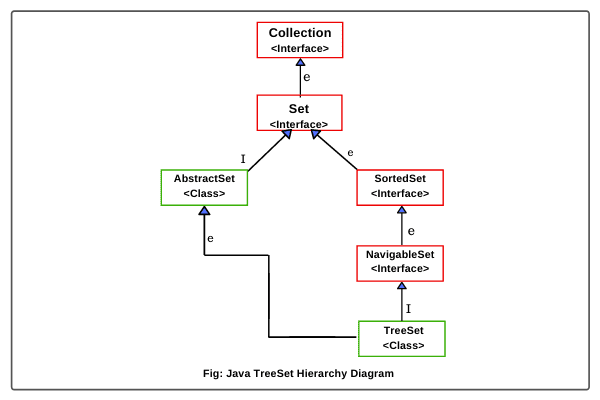 Collection
<Interface>
e
Set
<Interface>
I
e
AbstractSet
<Class>
SortedSet
<Interface>
e
e
NavigableSet
<Interface>
I
TreeSet
<Class>
Fig: Java TreeSet Hierarchy Diagram